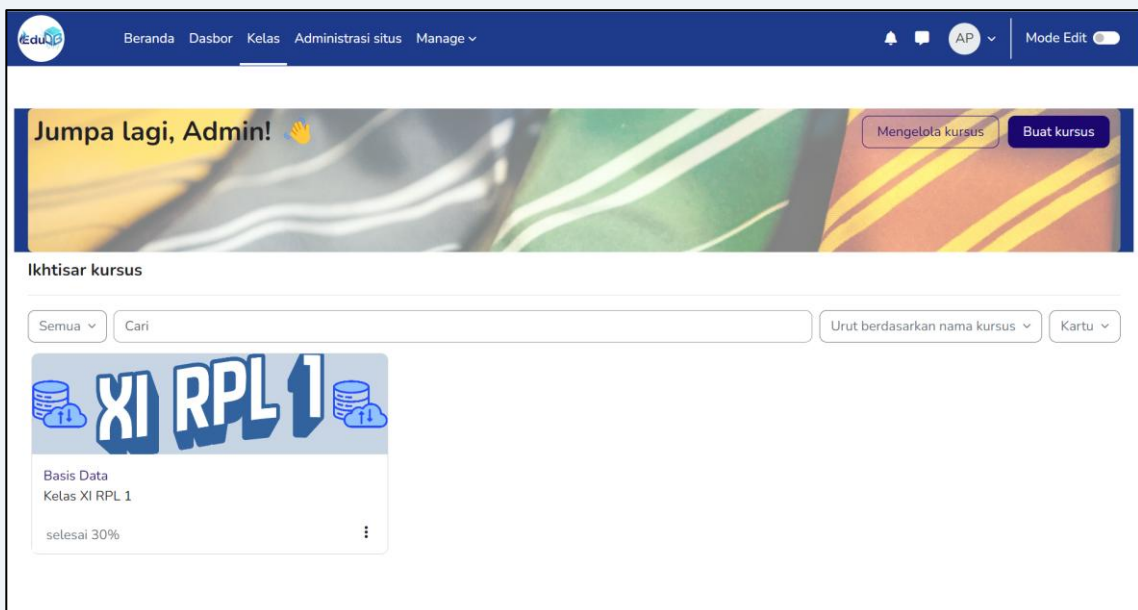 EduDB
Beranda Dasbor Kelas Administrasi situs Manage
AP
Mode Edit
Jumpa lagi, Admin! 👋
Mengelola kursus
Buat kursus
Ikhtisar kursus
Semua
Cari
Urut berdasarkan nama kursus
Kartu
XI RPL 1
Basis Data
Kelas XI RPL 1
selesai 30%